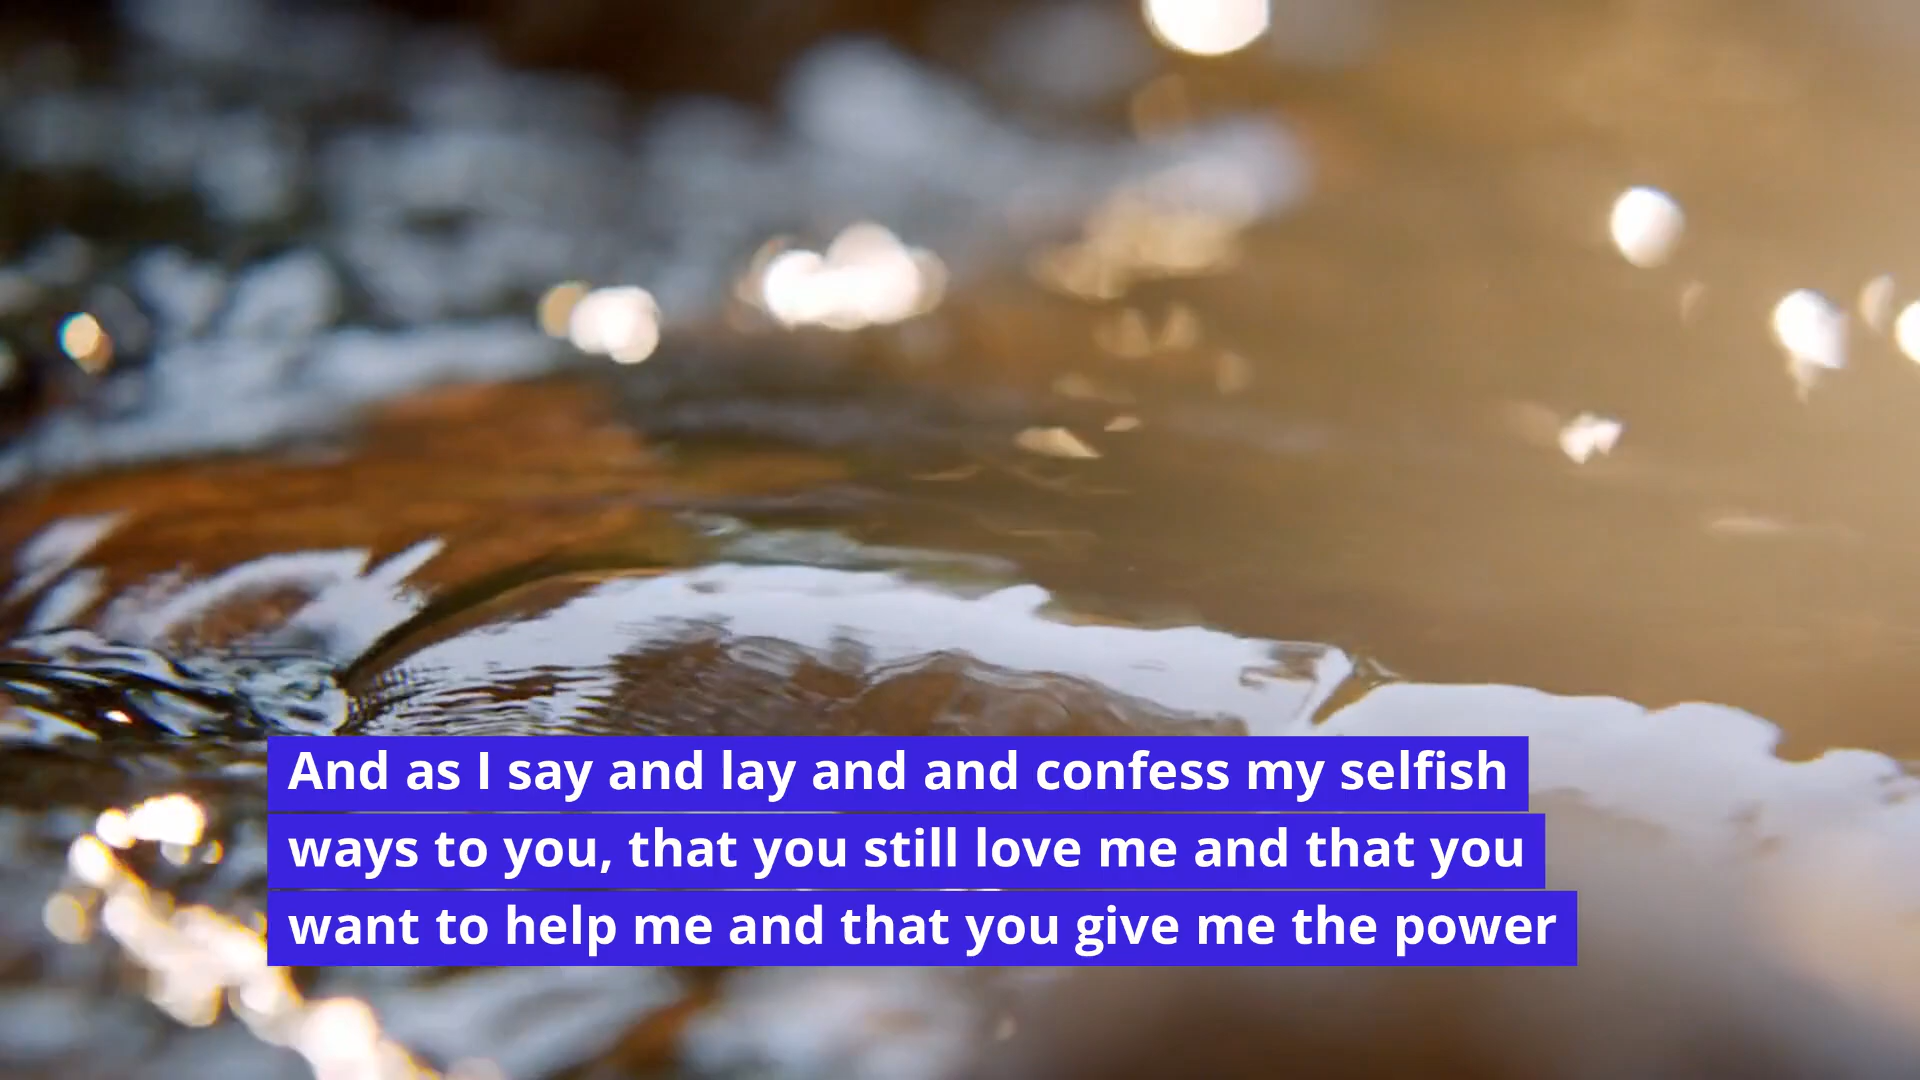 And as I say and lay and and confess my selfish
ways to you, that you still love me and that you
want to help me and that you give me the power